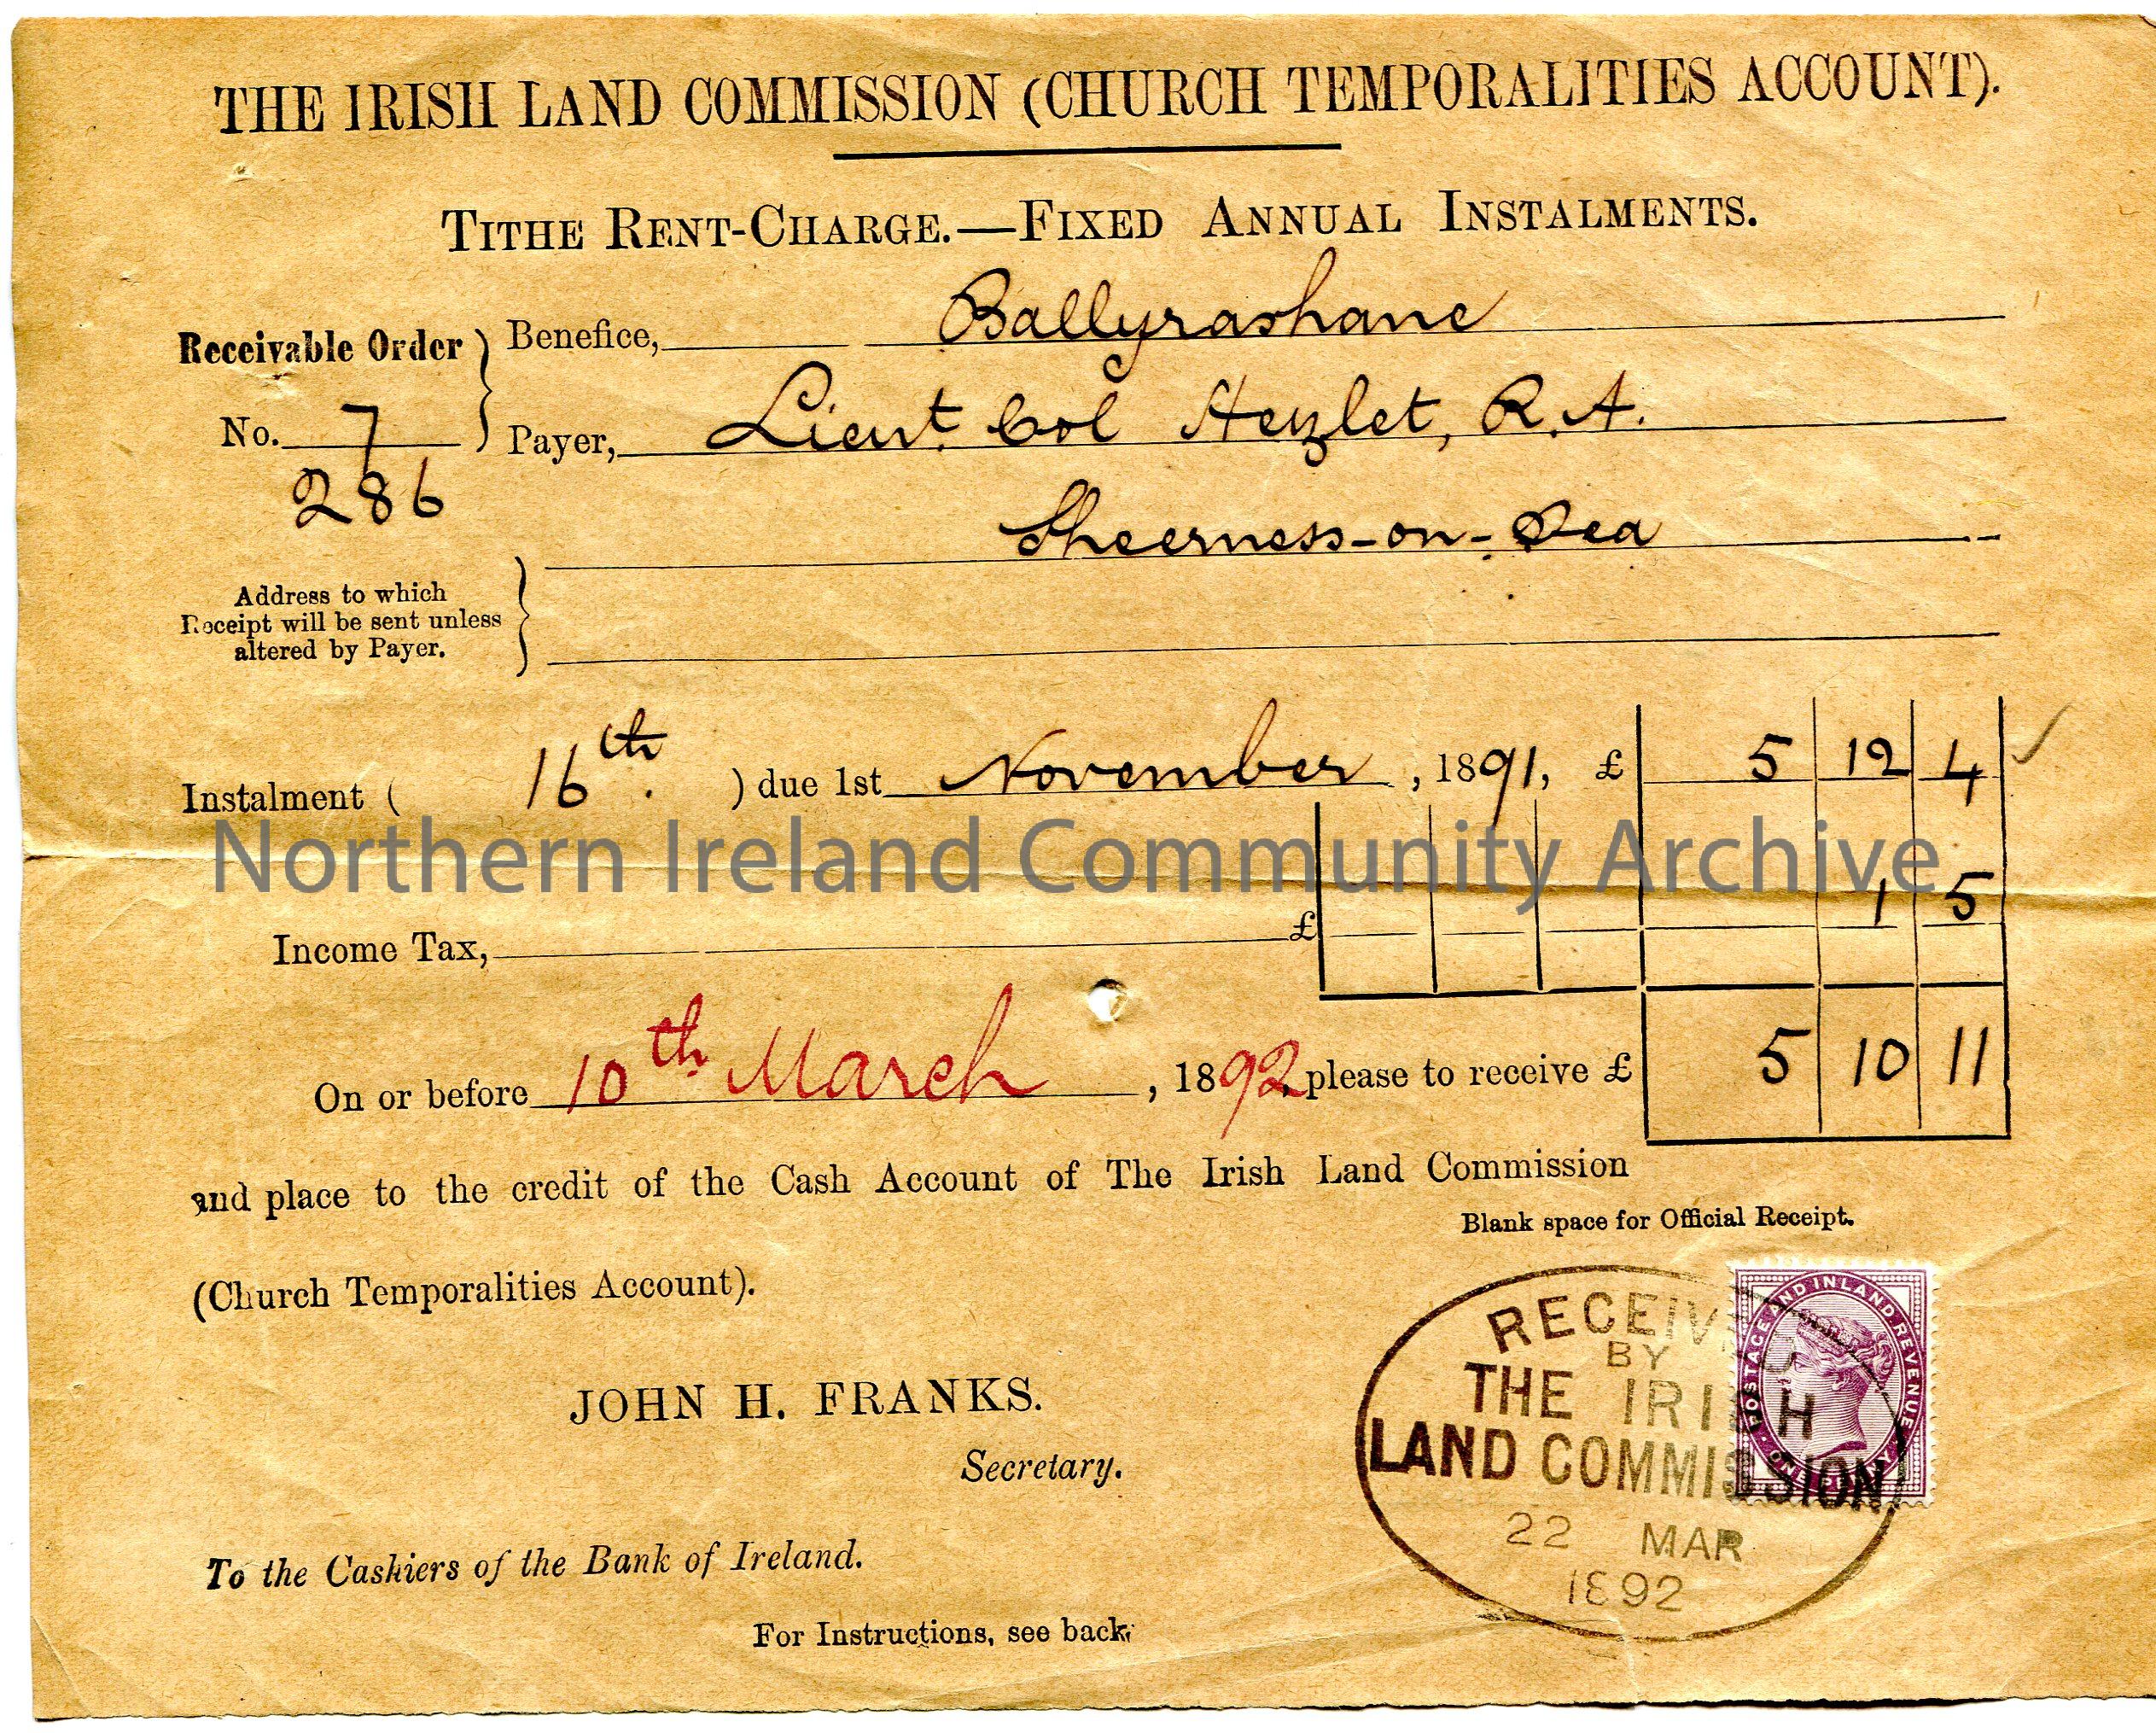 THE IRISH LAND COMMISSION (CHURCH TEMPORALITIES ACCOUNT).
TITHE RENT-CHARGE.—FIXED ANNUAL INSTALMENTS.
Receivable Order
No. 7
286
Benefice, Ballyrashane
Payer, Lieut. Col Hezlet, R.A.
Sheerness-on-Sea
Address to which
Receipt will be sent unless
altered by Payer.
Instalment ( 16th. ) due 1st November, 1891, £ 5 12 4
Northern Ireland Community Archive
Income Tax, £ 1 5
On or before 10th March, 1892, please to receive £ 5 10 11
and place to the credit of the Cash Account of The Irish Land Commission
Blank space for Official Receipt.
(Church Temporalities Account).
JOHN H. FRANKS.
Secretary.
To the Cashiers of the Bank of Ireland.
For Instructions, see back.
RECEIVED
BY
THE IRISH
LAND COMMISSION
22 MAR
1892
POSTAGE AND INLAND REVENUE